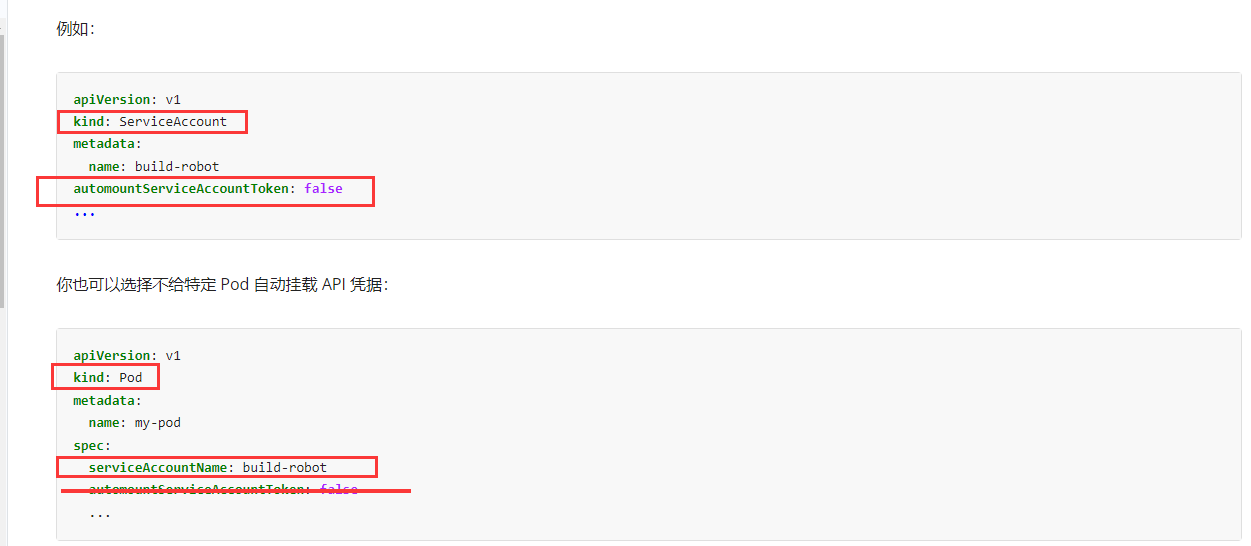 例如：
apiVersion: v1
kind: ServiceAccount
metadata:
  name: build-robot
automountServiceAccountToken: false
...
你也可以选择不给特定 Pod 自动挂载 API 凭据：
apiVersion: v1
kind: Pod
metadata:
  name: my-pod
spec:
  serviceAccountName: build-robot
  automountServiceAccountToken: false
  ...